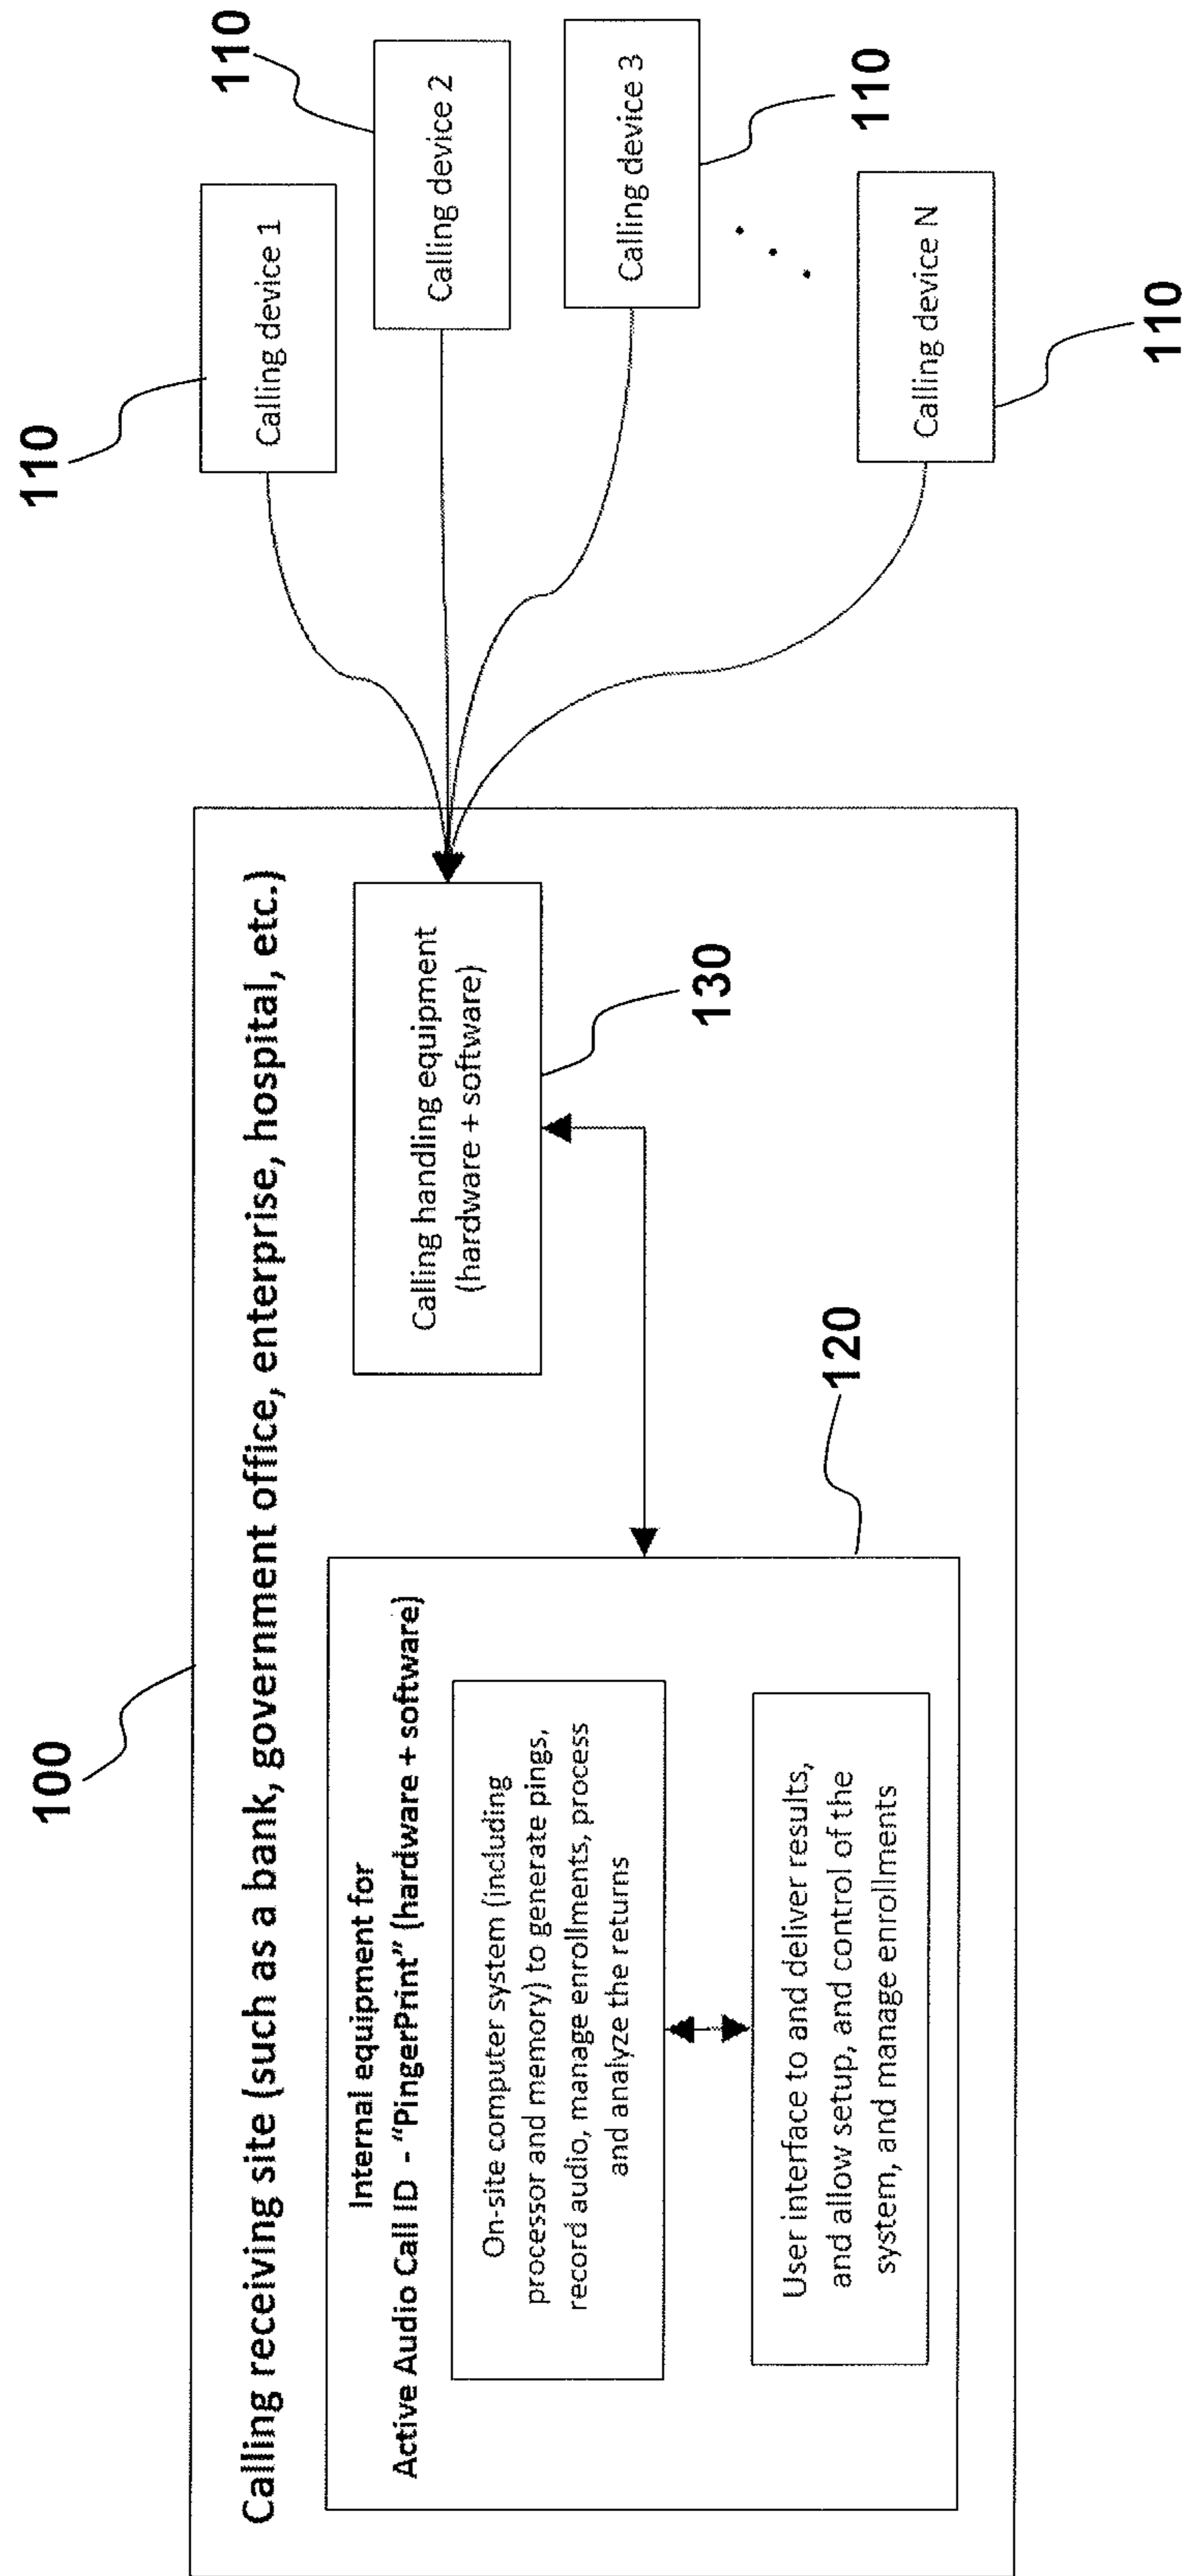 100
Calling receiving site (such as a bank, government office, enterprise, hospital, etc.)
Internal equipment for
Active Audio Call ID - “PingerPrint” (hardware + software)
On-site computer system (including
processor and memory) to generate pings,
record audio, manage enrollments, process
and analyze the returns
User interface to and deliver results,
and allow setup, and control of the
system, and manage enrollments
120
Calling handling equipment
(hardware + software)
130
110
Calling device 1
110
Calling device 2
Calling device 3
110
Calling device N
110